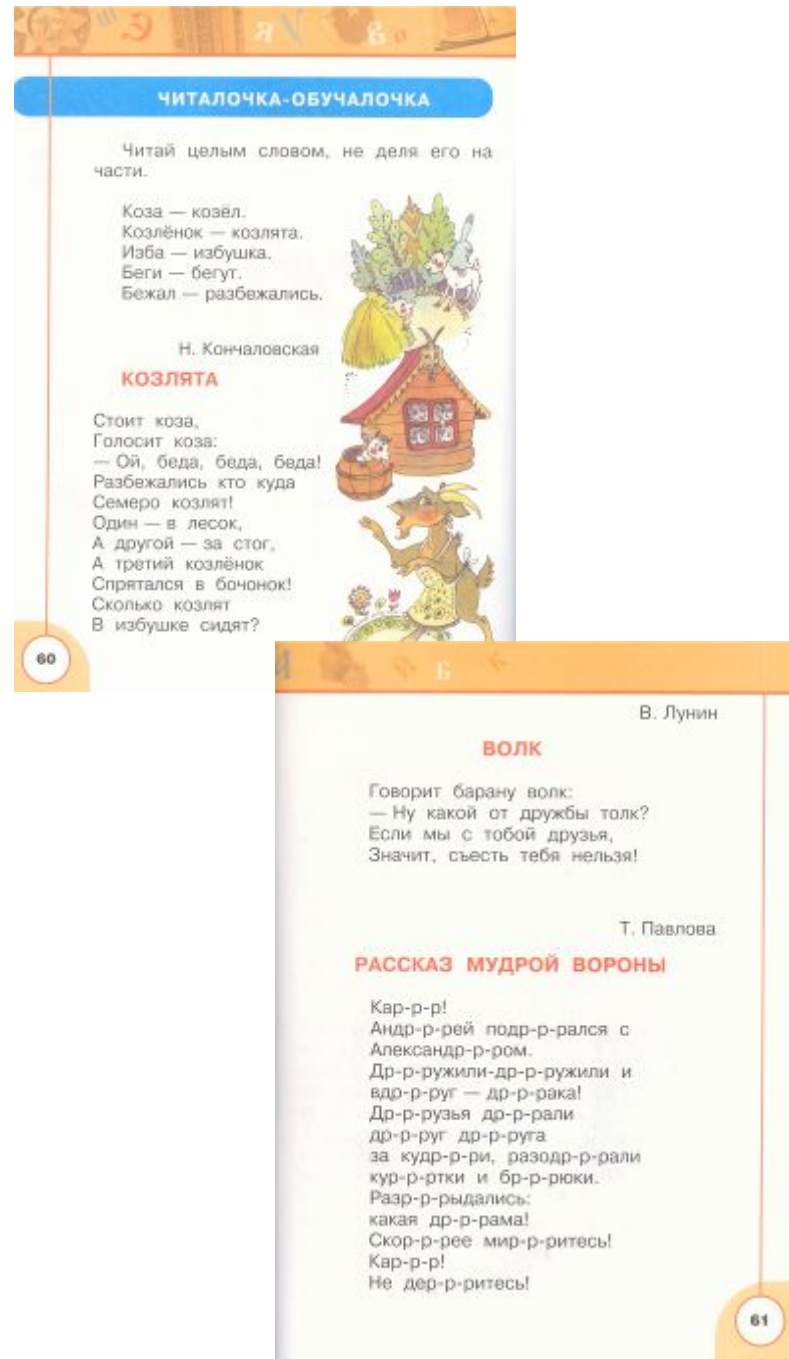 ЧИТАЛОЧКА-ОБУЧАЛОЧКА
Читай целым словом, не деля его на
части.
Коза — козёл.
Козлёнок — козлята.
Изба — избушка.
Беги — бегут.
Бежал — разбежались.
Н. Кончаловская
КОЗЛЯТА
Стоит коза,
Голосит коза:
— Ой, беда, беда, беда!
Разбежались кто куда
Семеро козлят!
Один — в лесок,
А другой — за стог,
А третий козлёнок
Спрятался в бочонок!
Сколько козлят
В избушке сидят?
60
В. Лунин
ВОЛК
Говорит барану волк:
— Ну какой от дружбы толк?
Если мы с тобой друзья,
Значит, съесть тебя нельзя!
Т. Павлова
РАССКАЗ МУДРОЙ ВОРОНЫ
Кар-р-р!
Андр-р-рей подр-р-рался с
Александр-р-ром.
Др-р-ружили-др-р-ружили и
вдр-р-руг — др-р-рака!
Др-р-рузья др-р-рали
др-р-руг др-р-руга
за кудр-р-ри, разодр-р-рали
кур-р-ртки и бр-р-рюки.
Разр-р-рыдались:
какая др-р-рама!
Скор-р-рее мир-р-ритесь!
Кар-р-р!
Не дер-р-ритесь!
61